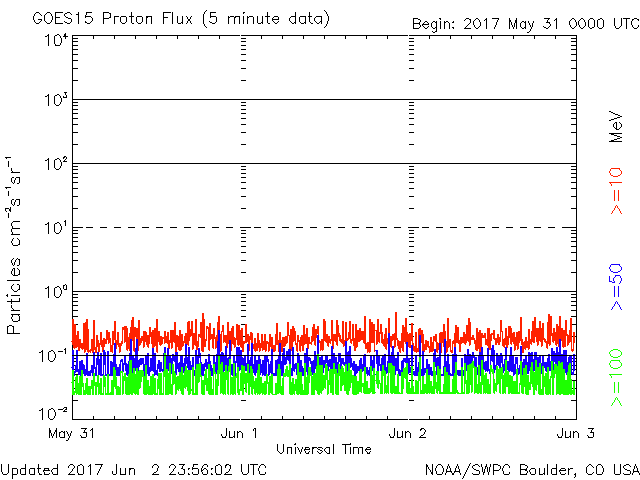 GOES15 Proton Flux (5 minute data)
Begin: 2017 May 31 0000 UTC
Particles cm⁻²s⁻¹sr⁻¹
10⁴
10³
10²
10¹
10⁰
10⁻¹
10⁻²
MeV
>=10
>=50
>=100
May 31
Jun 1
Jun 2
Jun 3
Universal Time
Updated 2017 Jun 2 23:56:02 UTC
NOAA/SWPC Boulder, CO USA